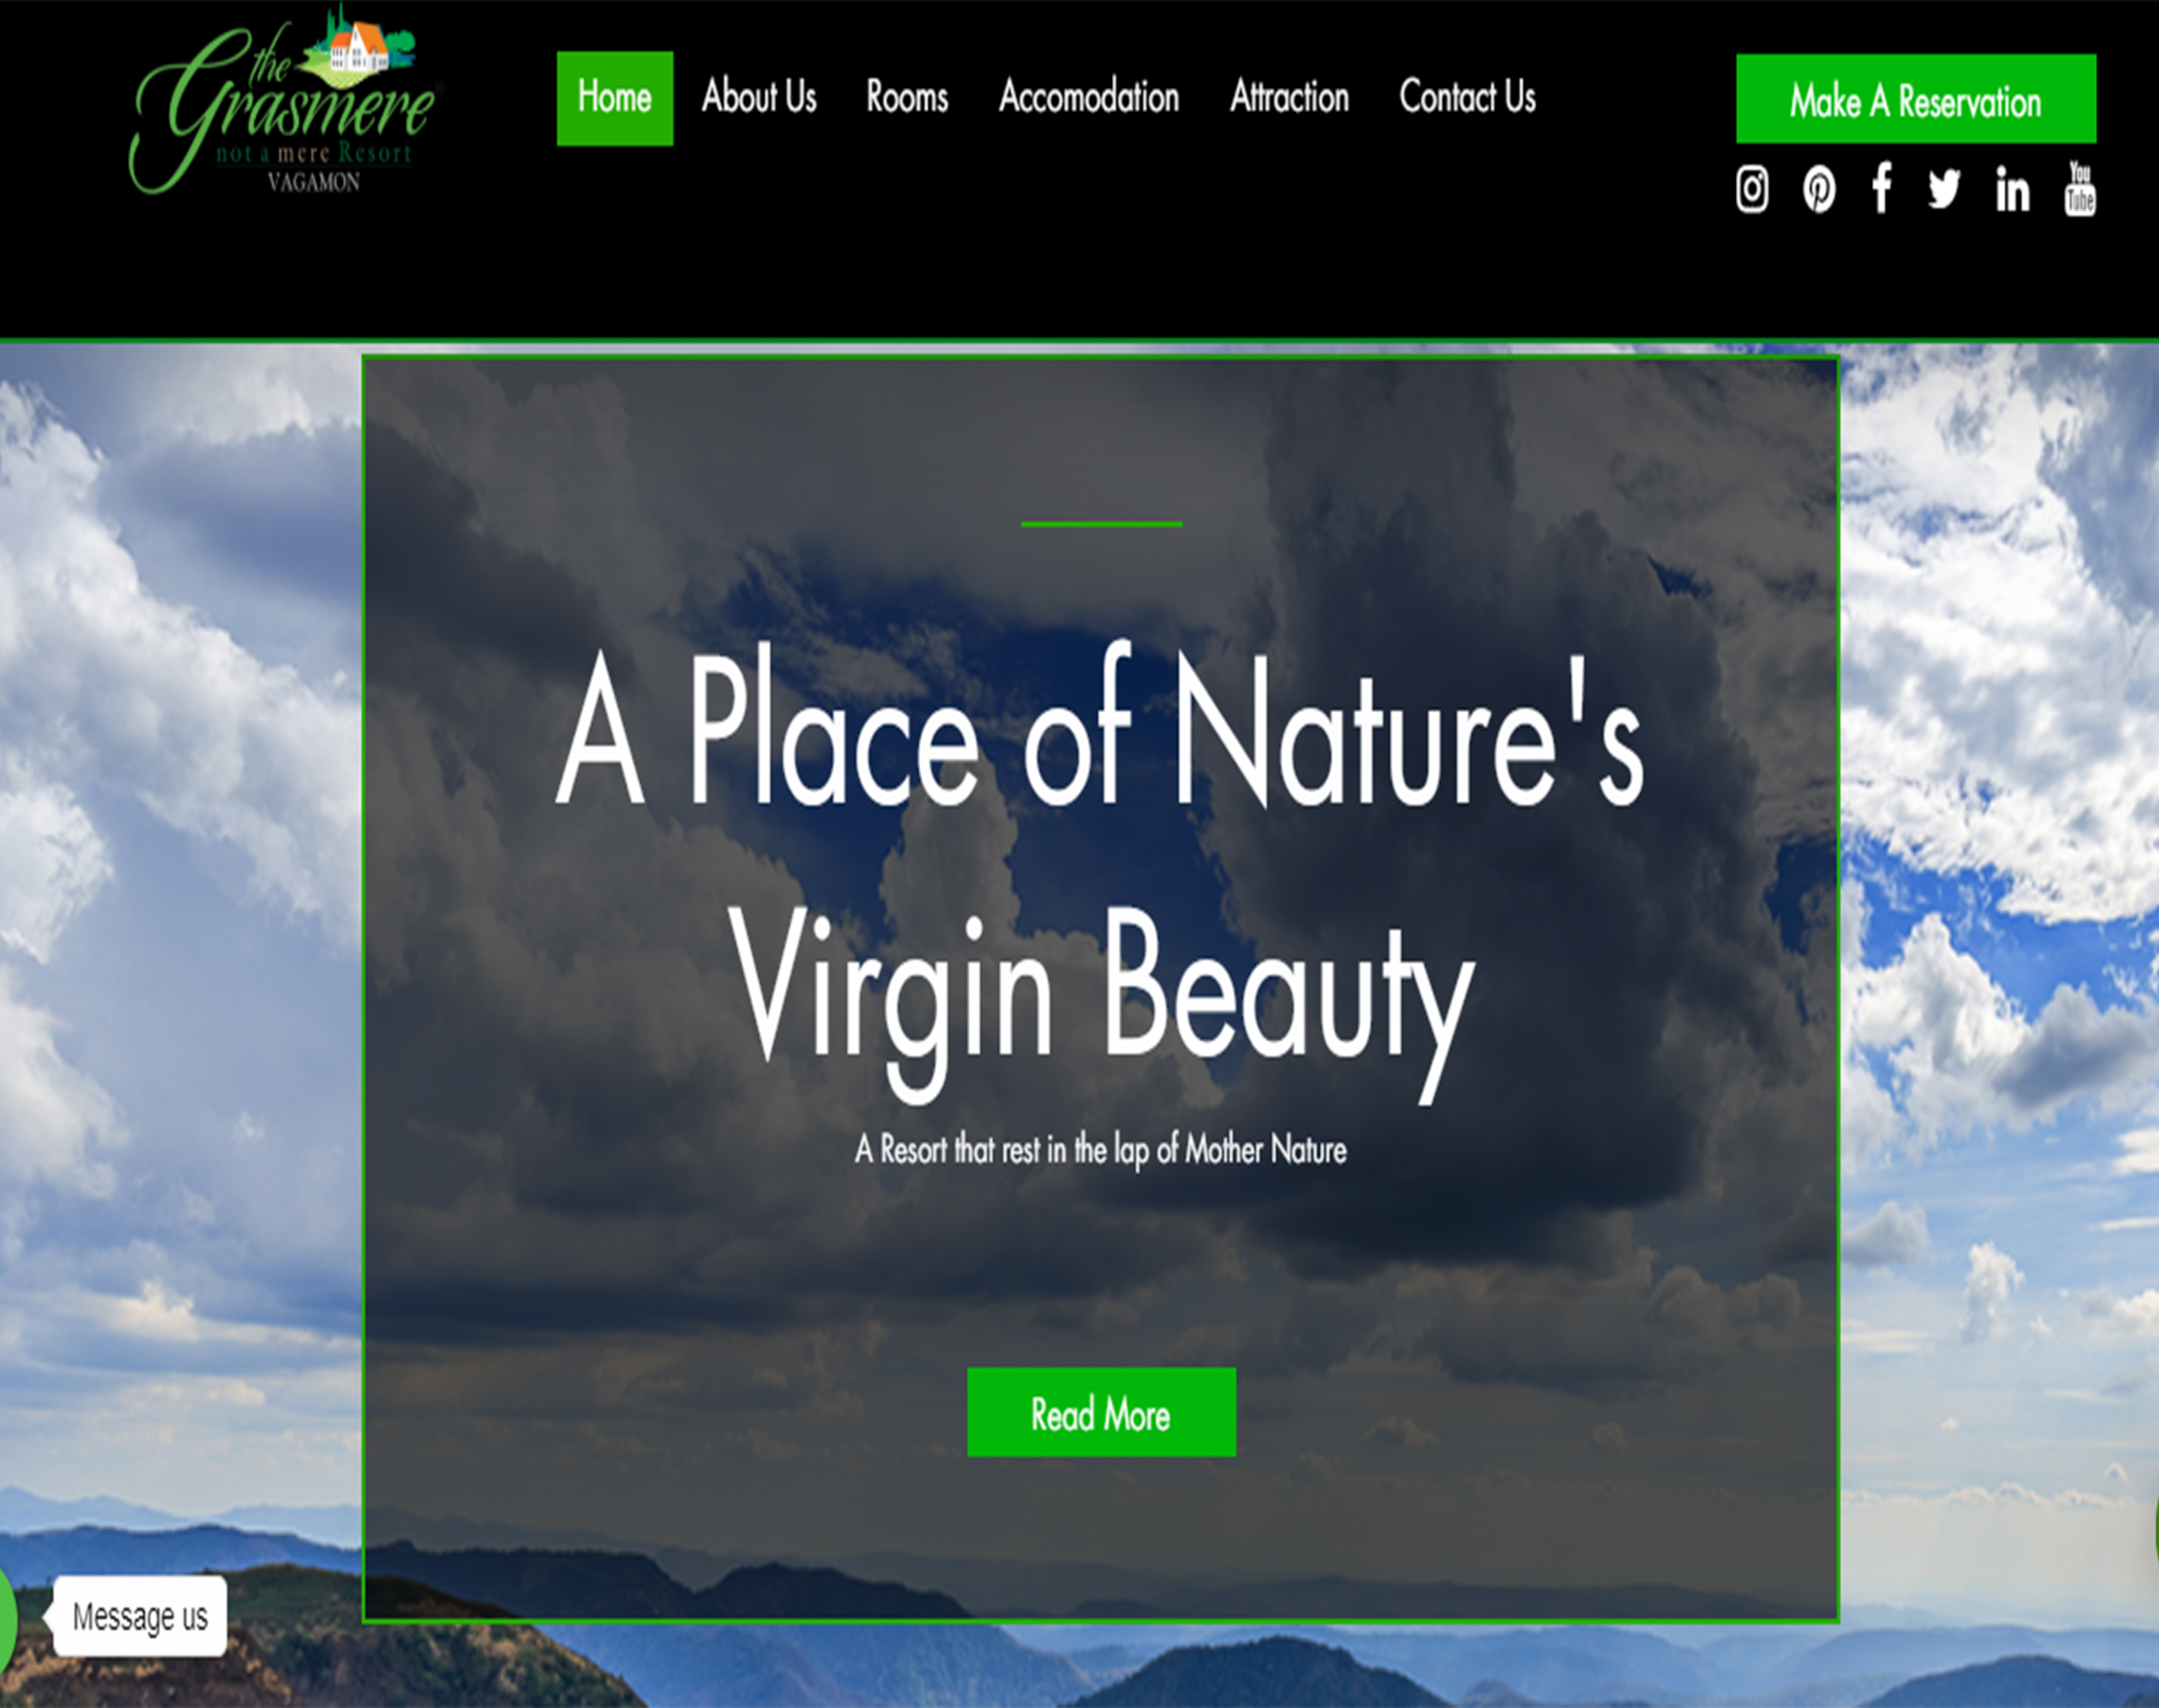 the
Grasmere
not a mere Resort
VAGAMON
Home About Us Rooms Accomodation Attraction Contact Us
Make A Reservation
You
Tube
A Place of Nature's
Virgin Beauty
A Resort that rest in the lap of Mother Nature
Read More
Message us